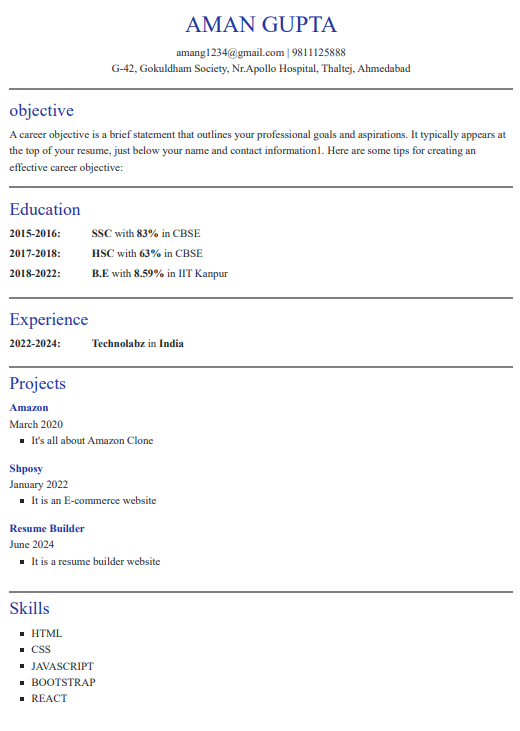 AMAN GUPTA
amang1234@gmail.com | 9811125888
G-42, Gokuldham Society, Nr.Apollo Hospital, Thaltej, Ahmedabad
objective
A career objective is a brief statement that outlines your professional goals and aspirations. It typically appears at
the top of your resume, just below your name and contact information1. Here are some tips for creating an
effective career objective:
Education
2015-2016: SSC with 83% in CBSE
2017-2018: HSC with 63% in CBSE
2018-2022: B.E with 8.59% in IIT Kanpur
Experience
2022-2024: Technolabz in India
Projects
Amazon
March 2020
▪ It's all about Amazon Clone
Shposy
January 2022
▪ It is an E-commerce website
Resume Builder
June 2024
▪ It is a resume builder website
Skills
▪ HTML
▪ CSS
▪ JAVASCRIPT
▪ BOOTSTRAP
▪ REACT